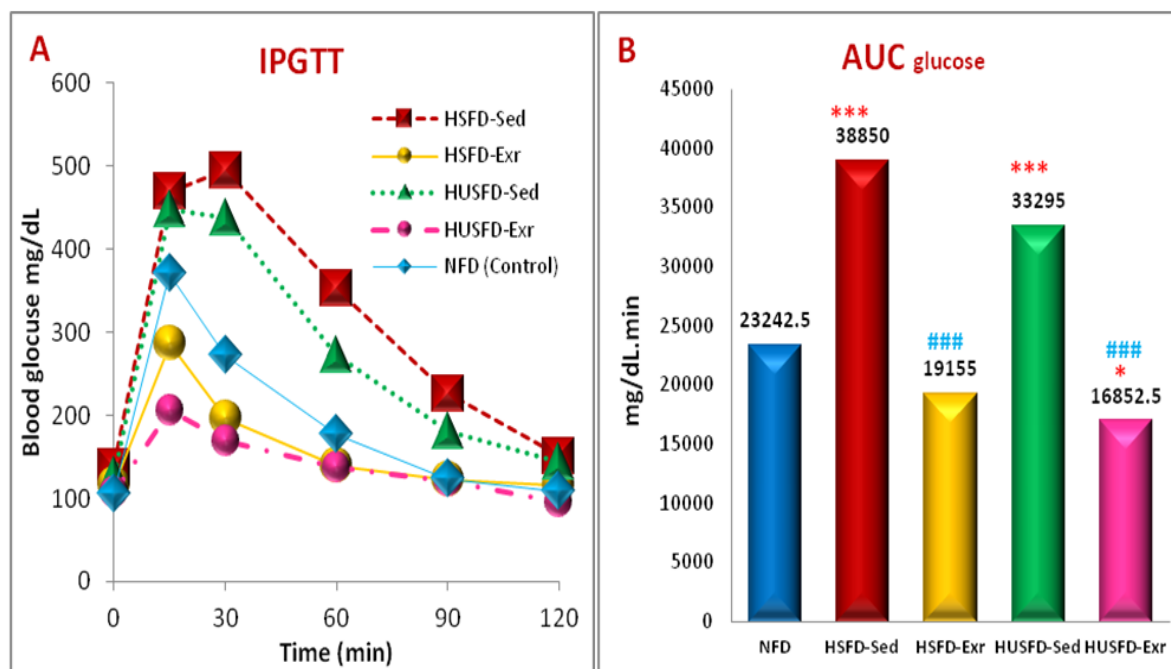 A
IPGTT
Blood glocuse mg/dL
600
500
400
300
200
100
0
0 30 60 90 120
Time (min)
HSFD-Sed
HSFD-Exr
HUSFD-Sed
HUSFD-Exr
NFD (Control)
B
AUC glucose
mg/dL.min
45000
40000
35000
30000
25000
20000
15000
10000
5000
0
23242.5
***
38850
###
19155
***
33295
###
*
16852.5
NFD HSFD-Sed HSFD-Exr HUSFD-Sed HUSFD-Exr